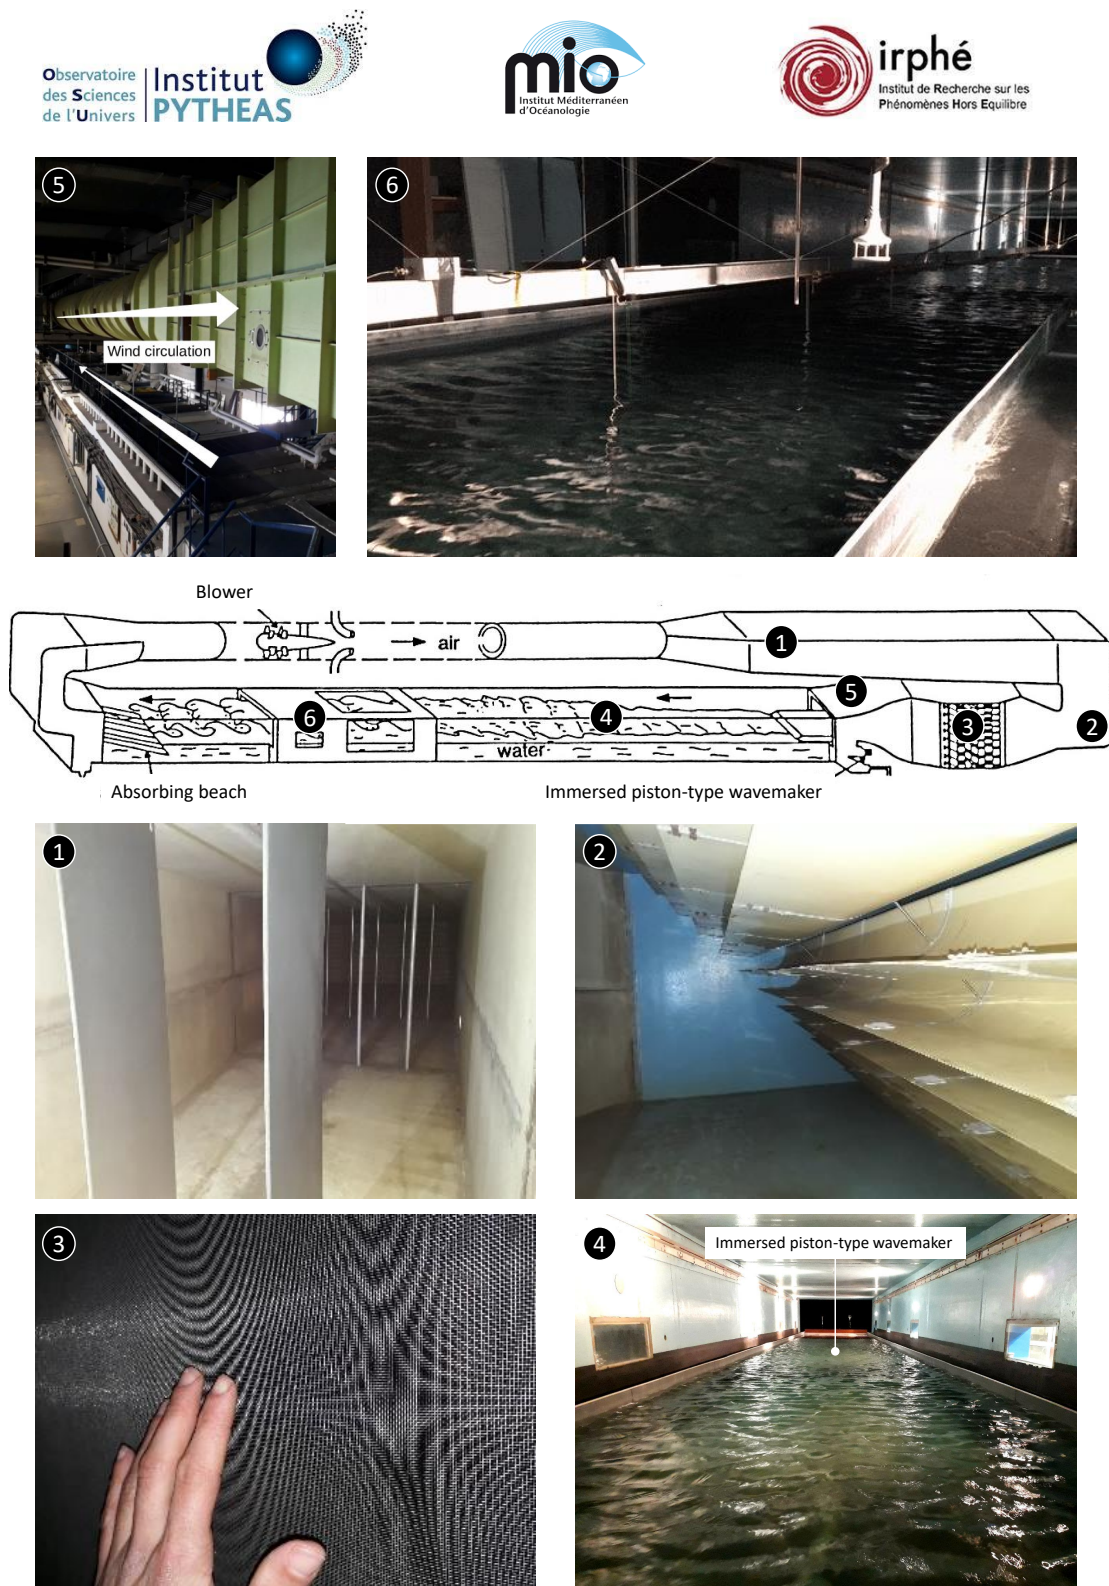 Observatoire
des Sciences
de l'Univers
Institut
PYTHEAS
mio
Institut Méditerranéen
d'Océanologie
irphé
Institut de Recherche sur les
Phénomènes Hors Equilibre
5
Wind circulation
6
Blower
air
1
5
6
4
3
2
water
Absorbing beach
Immersed piston-type wavemaker
1
2
3
4
Immersed piston-type wavemaker